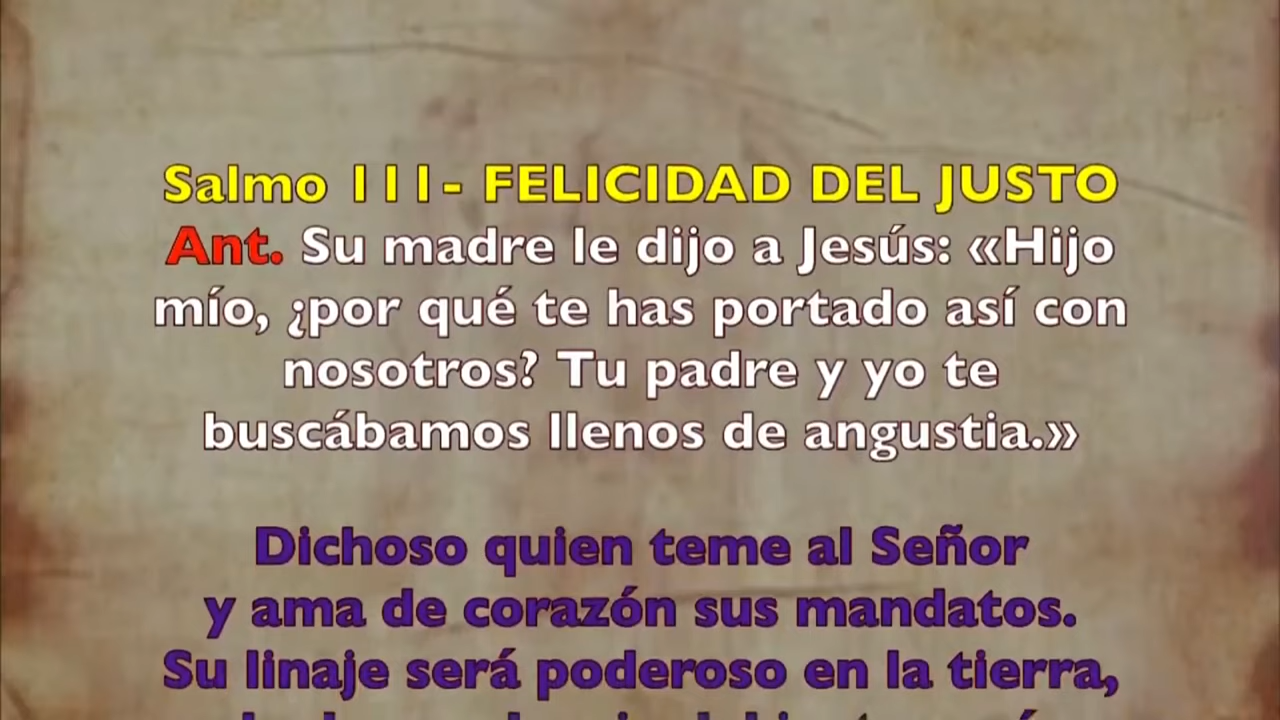 Salmo 111- FELICIDAD DEL JUSTO
Ant. Su madre le dijo a Jesús: «Hijo
mío, ¿por qué te has portado así con
nosotros? Tu padre y yo te
buscábamos llenos de angustia.»
Dichoso quien teme al Señor
y ama de corazón sus mandatos.
Su linaje será poderoso en la tierra,